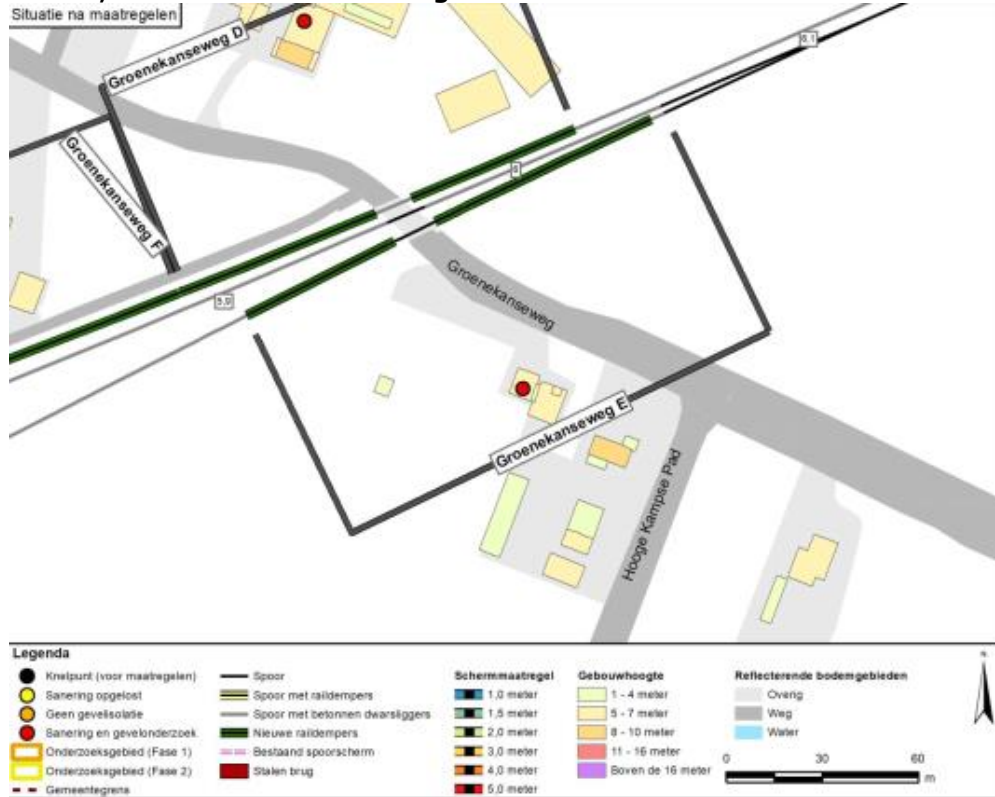 Situatie na maatregelen
Groenekanseweg D
Groenekanseweg F
6,1
6
5,9
Groenekanseweg
Groenekanseweg E
Hooge Kampse Pad
Legenda
Knelpunt (voor maatregelen)
Sanering opgelost
Geen gevelisolatie
Sanering en gevelonderzoek
Onderzoeksgebied (Fase 1)
Onderzoeksgebied (Fase 2)
Gemeentegrens
Spoor
Spoor met raildempers
Spoor met betonnen dwarsliggers
Nieuwe raildempers
Bestaand spoorscherm
Stalen brug
Schermmaatregel
1,0 meter
1,5 meter
2,0 meter
3,0 meter
4,0 meter
5,0 meter
Gebouwhoogte
1 - 4 meter
5 - 7 meter
8 - 10 meter
11 - 16 meter
Boven de 16 meter
Reflecterende bodemgebieden
Overig
Weg
Water
N
0 30 60
m